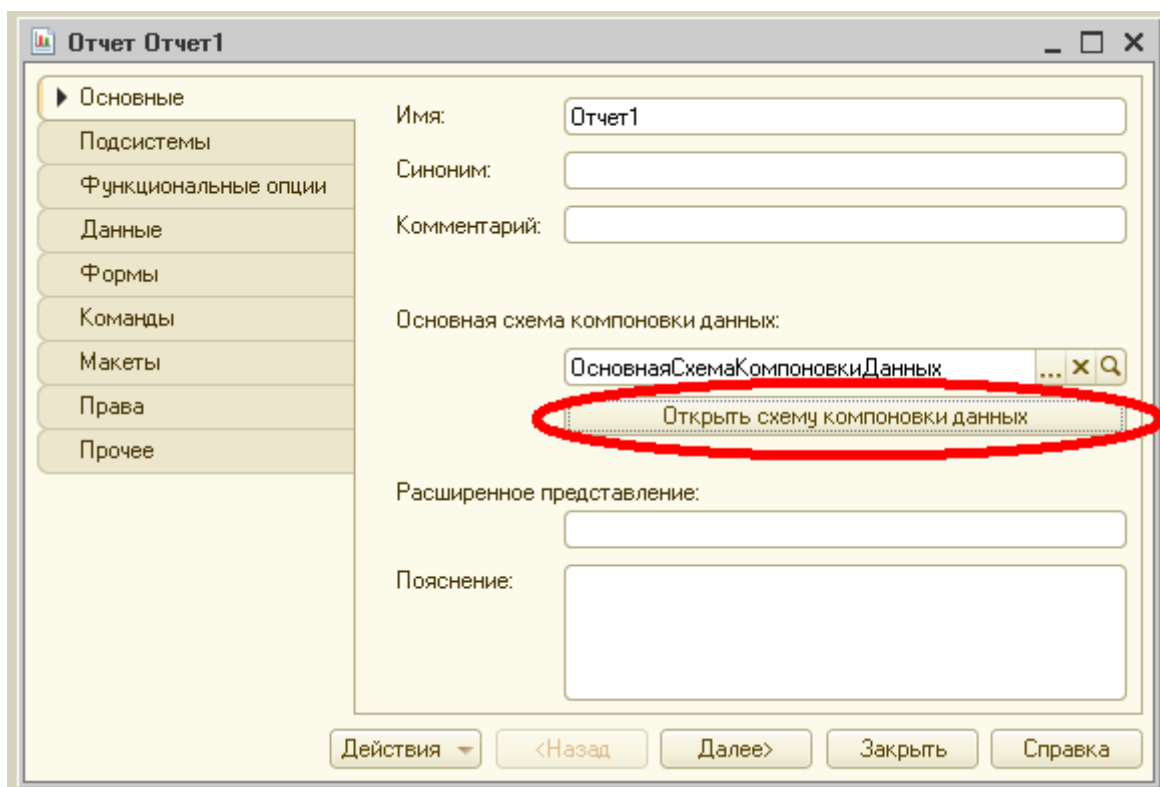 Отчет Отчет1
Основные
Подсистемы
Функциональные опции
Данные
Формы
Команды
Макеты
Права
Прочее
Имя: Отчет1
Синоним:
Комментарий:
Основная схема компоновки данных:
ОсновнаяСхемаКомпоновкиДанных ...
Открыть схему компоновки данных
Расширенное представление:
Пояснение:
Действия <Назад Далее> Закрыть Справка